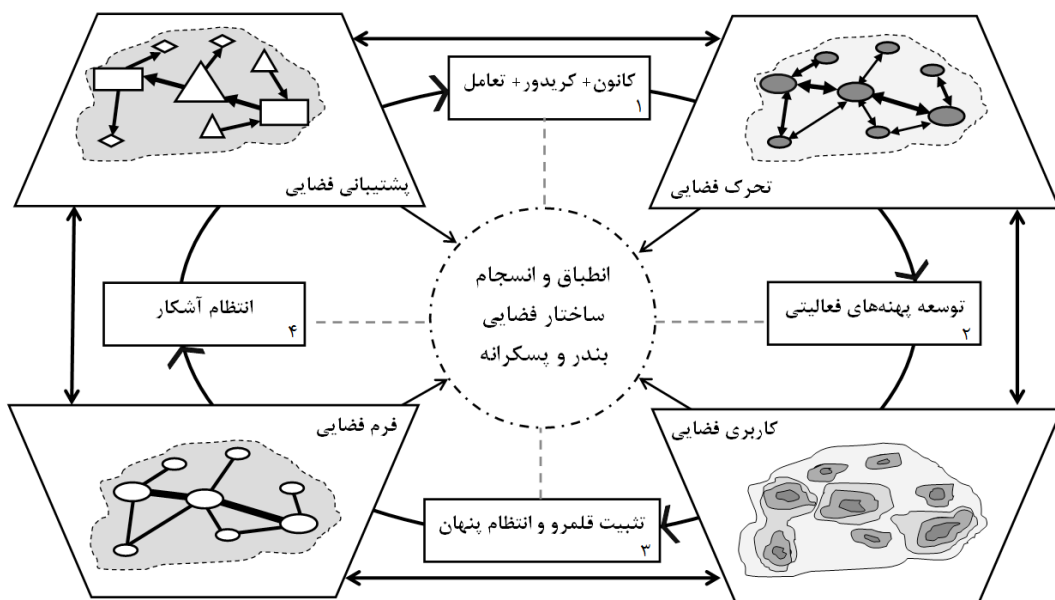 کانون+ کریدور+ تعامل
۱
پشتیبانی فضایی
تحرک فضایی
انطباق و انسجام
ساختار فضایی
بندر و پسکرانه
توسعه پهنه‌های فعالیتی
۲
انتظام آشکار
۴
کاربری فضایی
فرم فضایی
تثبیت قلمرو و انتظام پنهان
۳